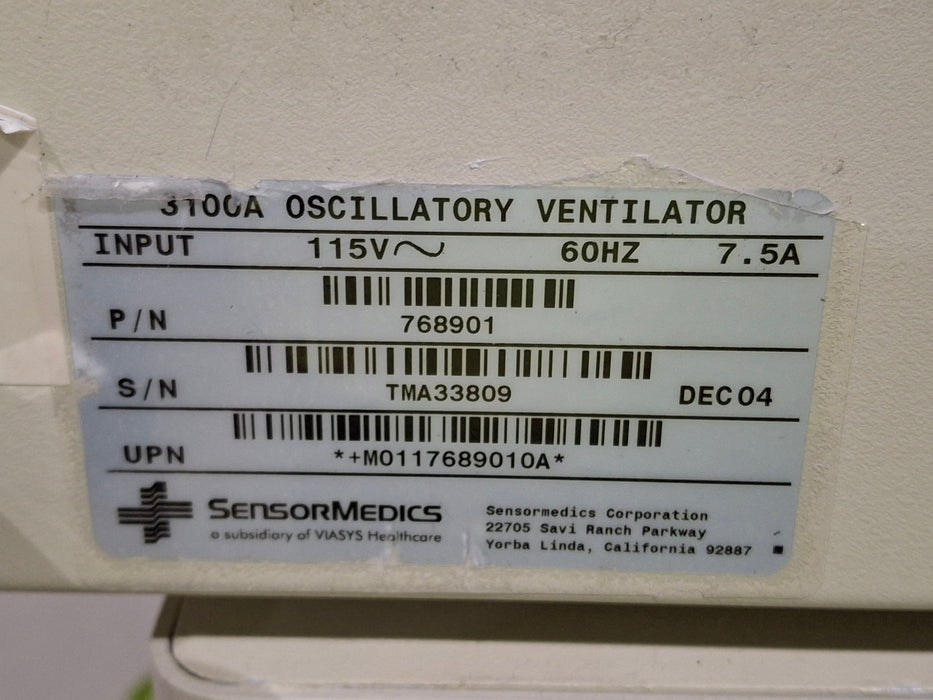 3100A OSCILLATORY VENTILATOR
INPUT 115V~ 60HZ 7.5A
P/N 768901
S/N TMA33809 DEC04
UPN *+M0117689010A*
SENSORMEDICS
a subsidiary of VIASYS Healthcare
Sensormedics Corporation
22705 Savi Ranch Parkway
Yorba Linda, California 92887